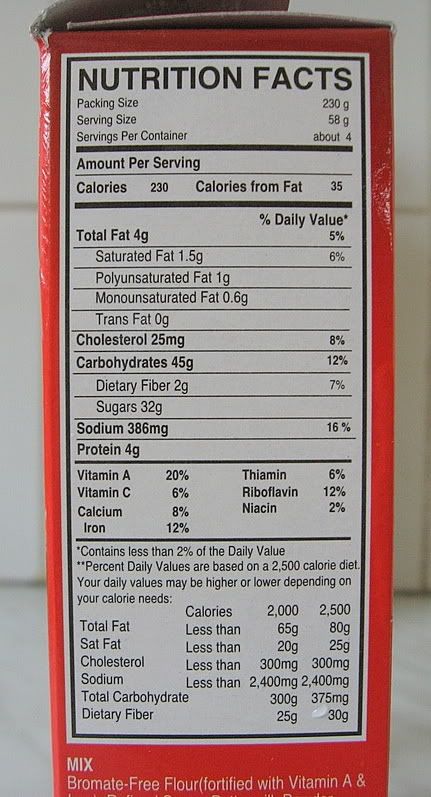 NUTRITION FACTS
Packing Size 230 g
Serving Size 58 g
Servings Per Container about 4
Amount Per Serving
Calories 230 Calories from Fat 35
% Daily Value*
Total Fat 4g 5%
Saturated Fat 1.5g 6%
Polyunsaturated Fat 1g
Monounsaturated Fat 0.6g
Trans Fat 0g
Cholesterol 25mg 8%
Carbohydrates 45g 12%
Dietary Fiber 2g 7%
Sugars 32g
Sodium 386mg 16 %
Protein 4g
Vitamin A 20% Thiamin 6%
Vitamin C 6% Riboflavin 12%
Calcium 8% Niacin 2%
Iron 12%
*Contains less than 2% of the Daily Value
**Percent Daily Values are based on a 2,500 calorie diet.
Your daily values may be higher or lower depending on
your calorie needs:
Calories 2,000 2,500
Total Fat Less than 65g 80g
Sat Fat Less than 20g 25g
Cholesterol Less than 300mg 300mg
Sodium Less than 2,400mg 2,400mg
Total Carbohydrate 300g 375mg
Dietary Fiber 25g 30g
MIX
Bromate-Free Flour(fortified with Vitamin A &